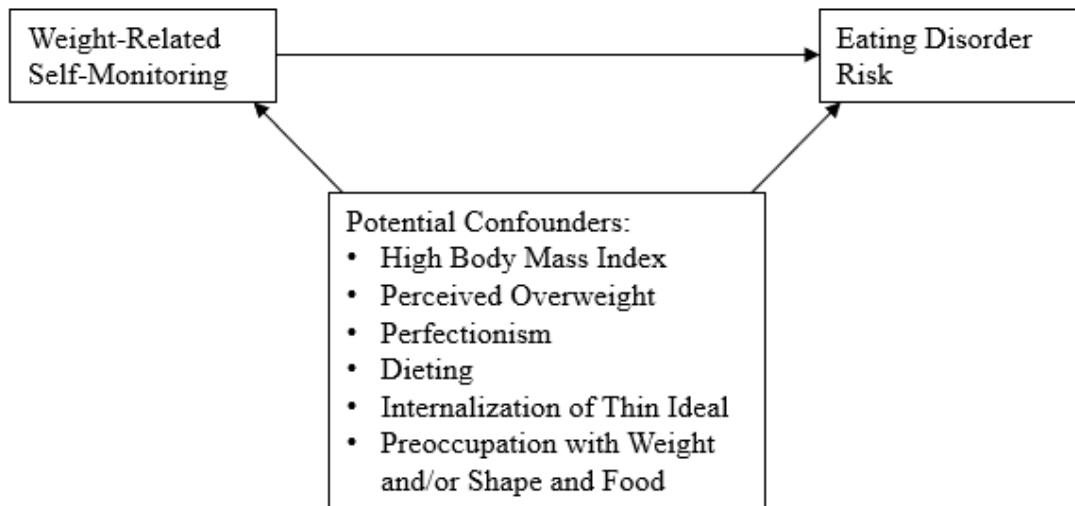 Weight-Related
Self-Monitoring
Eating Disorder
Risk
Potential Confounders:
• High Body Mass Index
• Perceived Overweight
• Perfectionism
• Dieting
• Internalization of Thin Ideal
• Preoccupation with Weight
and/or Shape and Food